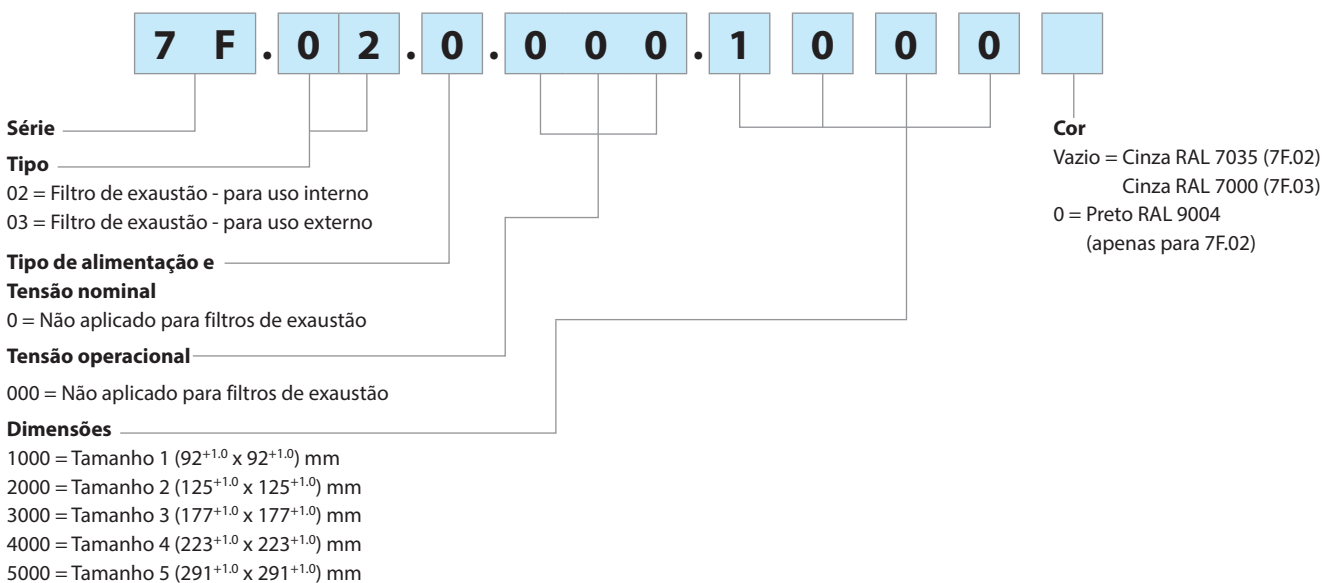 7 F . 0 2 . 0 . 0 0 0 . 1 0 0 0
Série
Tipo
02 = Filtro de exaustão - para uso interno
03 = Filtro de exaustão - para uso externo
Tipo de alimentação e
Tensão nominal
0 = Não aplicado para filtros de exaustão
Tensão operacional
000 = Não aplicado para filtros de exaustão
Dimensões
1000 = Tamanho 1 (92+1.0 x 92+1.0) mm
2000 = Tamanho 2 (125+1.0 x 125+1.0) mm
3000 = Tamanho 3 (177+1.0 x 177+1.0) mm
4000 = Tamanho 4 (223+1.0 x 223+1.0) mm
5000 = Tamanho 5 (291+1.0 x 291+1.0) mm
Cor
Vazio = Cinza RAL 7035 (7F.02)
Cinza RAL 7000 (7F.03)
0 = Preto RAL 9004
(apenas para 7F.02)